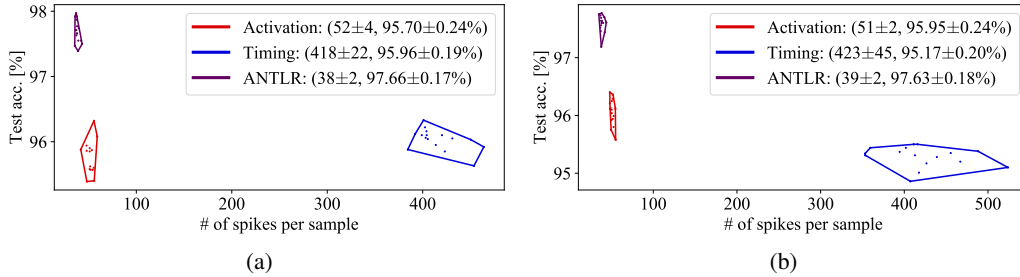 98
97
96
Test acc. [%]
Activation: (52±4, 95.70±0.24%)
Timing: (418±22, 95.96±0.19%)
ANTLR: (38±2, 97.66±0.17%)
100 200 300 400
# of spikes per sample
(a)
97
96
95
Test acc. [%]
Activation: (51±2, 95.95±0.24%)
Timing: (423±45, 95.17±0.20%)
ANTLR: (39±2, 97.63±0.18%)
100 200 300 400 500
# of spikes per sample
(b)